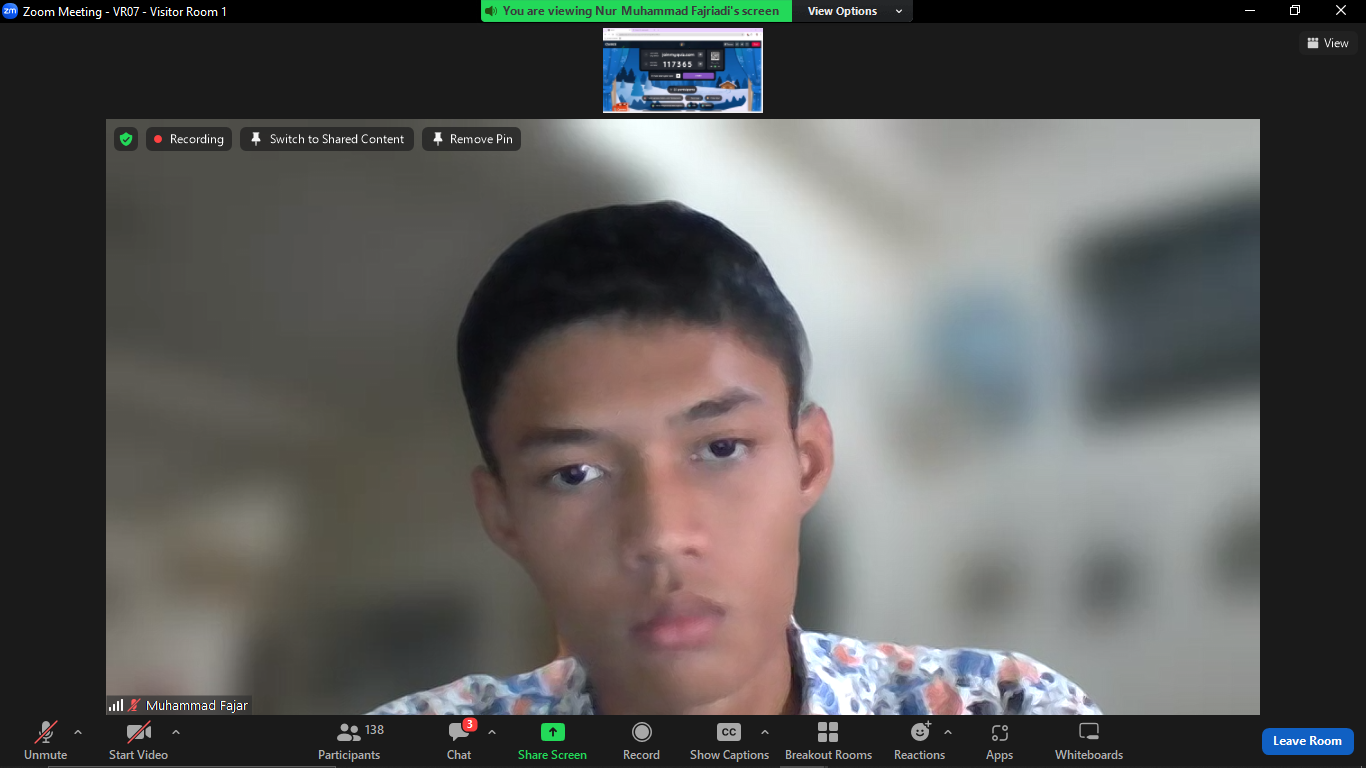 zm Zoom Meeting - VR07 - Visitor Room 1
You are viewing Nur Muhammad Fajriadi's screen
View Options
View
117365
Recording
Switch to Shared Content
Remove Pin
Muhammad Fajar
Unmute
Start Video
Participants 138
Chat 3
Share Screen
Record
CC Show Captions
Breakout Rooms
Reactions
Apps
Whiteboards
Leave Room